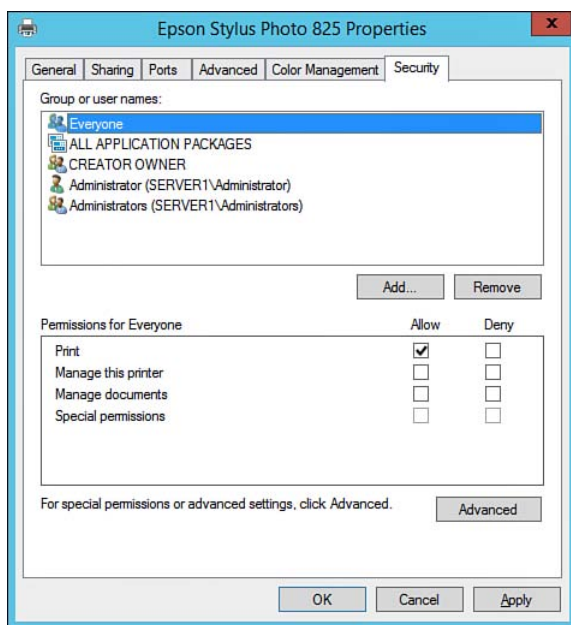 Epson Stylus Photo 825 Properties
x
General Sharing Ports Advanced Color Management Security
Group or user names:
Everyone
ALL APPLICATION PACKAGES
CREATOR OWNER
Administrator (SERVER1\Administrator)
Administrators (SERVER1\Administrators)
Add... Remove
Permissions for Everyone Allow Deny
Print
Manage this printer
Manage documents
Special permissions
For special permissions or advanced settings, click Advanced. Advanced
OK Cancel Apply